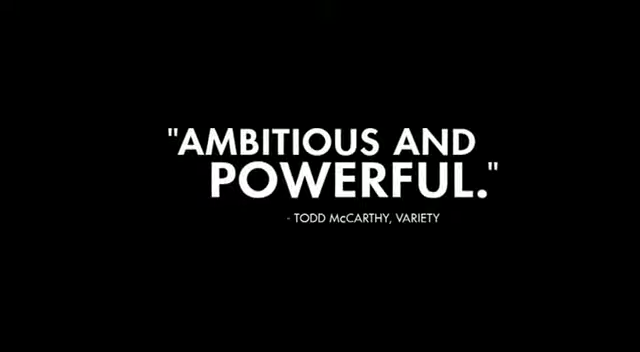 "AMBITIOUS AND
POWERFUL."
- TODD McCARTHY, VARIETY